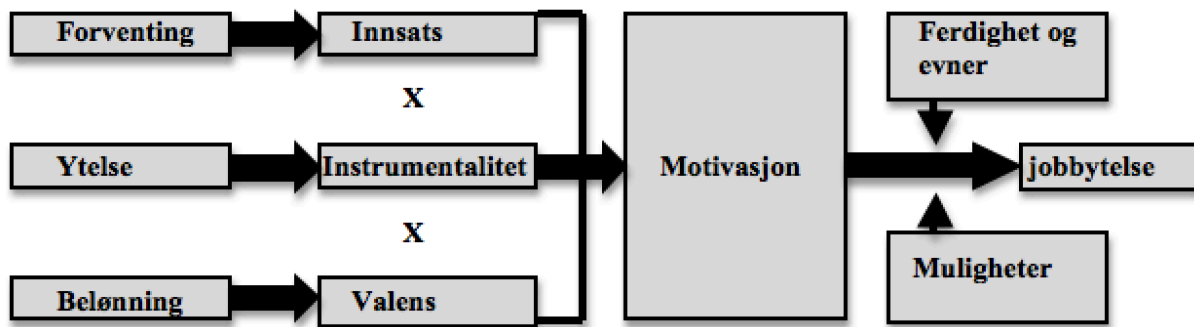 Forventing
Innsats
Ferdighet og
evner
X
Ytelse
Instrumentalitet
Motivasjon
jobbytelse
X
Muligheter
Belønning
Valens